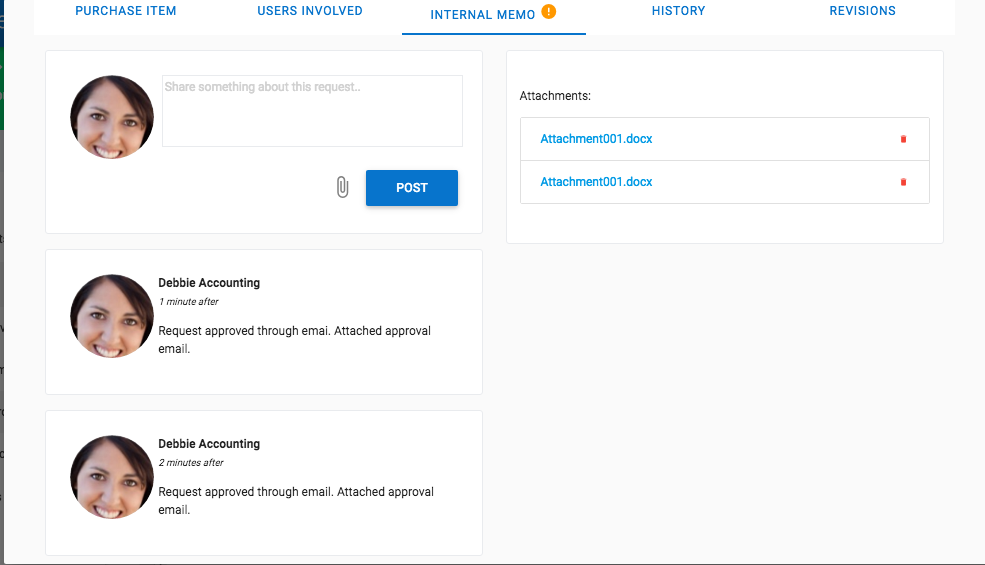 PURCHASE ITEM
USERS INVOLVED
INTERNAL MEMO !
HISTORY
REVISIONS
Share something about this request..
POST
Attachments:
Attachment001.docx
Attachment001.docx
Debbie Accounting
1 minute after
Request approved through emai. Attached approval
email.
Debbie Accounting
2 minutes after
Request approved through email. Attached approval
email.